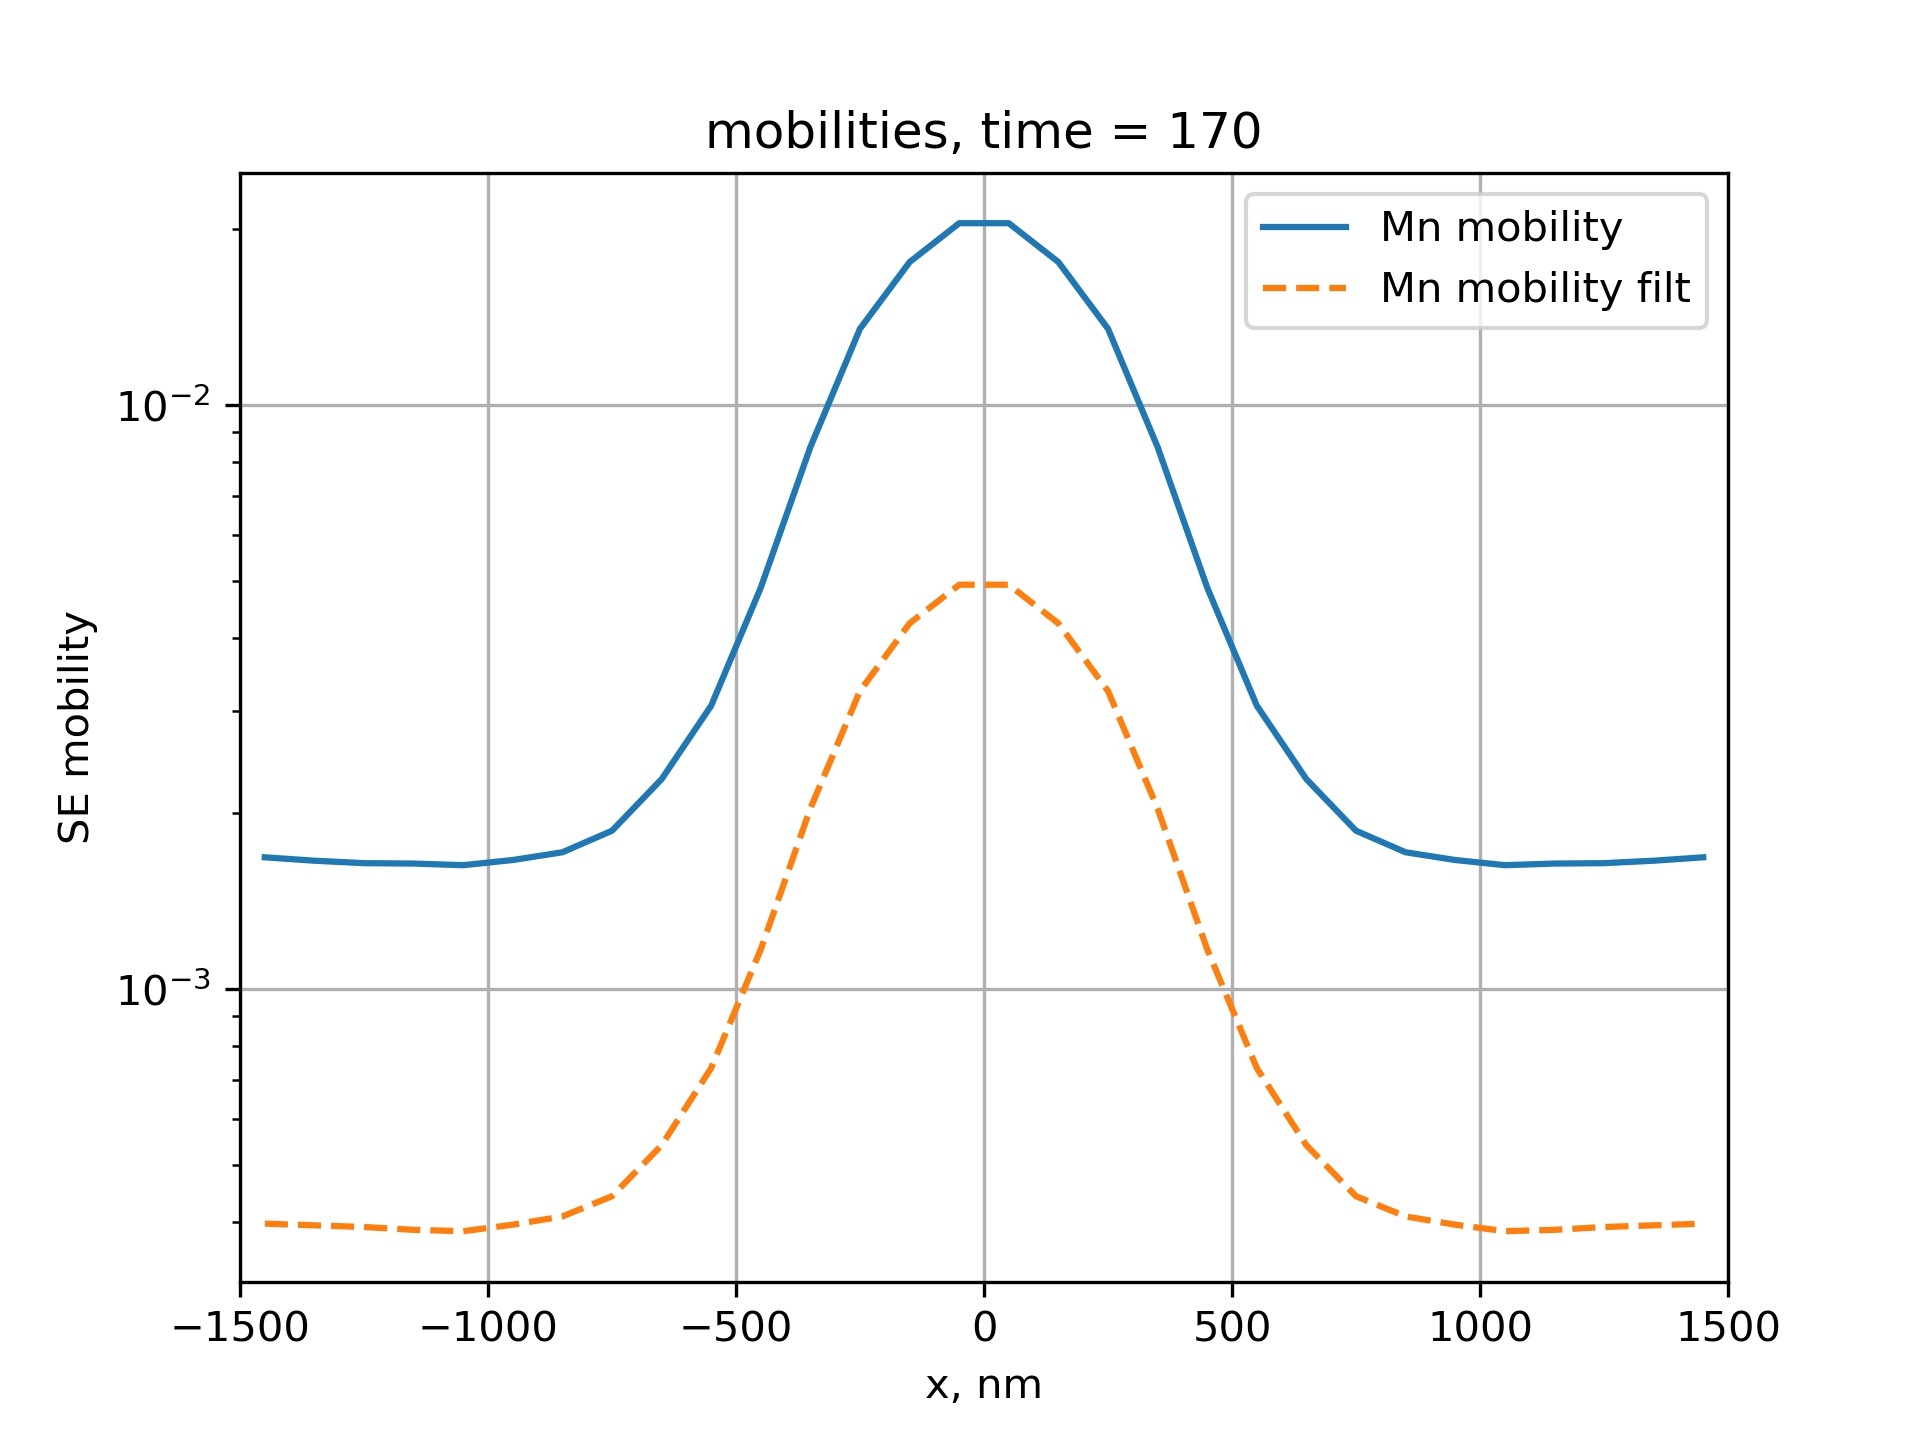 mobilities, time = 170
Mn mobility
Mn mobility filt
SE mobility
10⁻²
10⁻³
−1500 −1000 −500 0 500 1000 1500
x, nm